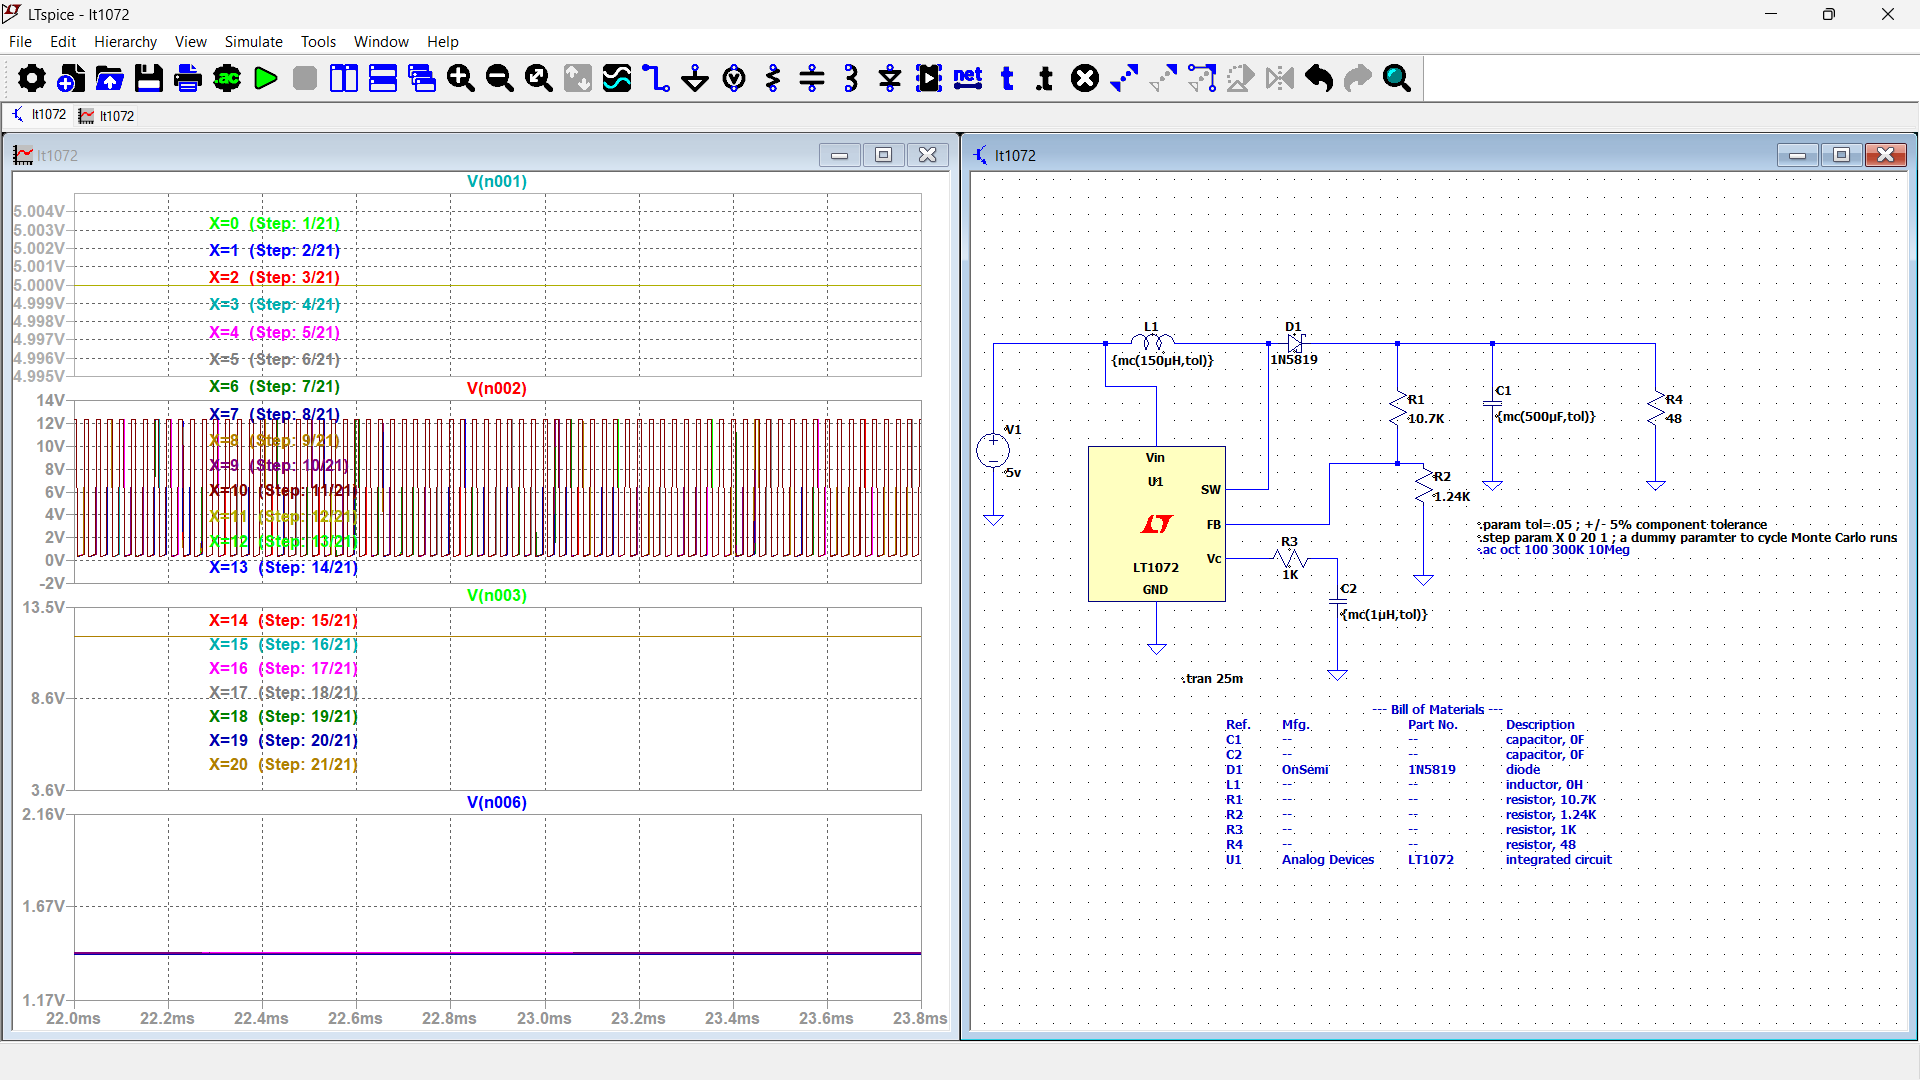 LTspice - lt1072
File Edit Hierarchy View Simulate Tools Window Help
.ac
net
t
.t
lt1072
lt1072
lt1072
V(n001)
5.004V
5.003V
5.002V
5.001V
5.000V
4.999V
4.998V
4.997V
4.996V
4.995V
X=0 (Step: 1/21)
X=1 (Step: 2/21)
X=2 (Step: 3/21)
X=3 (Step: 4/21)
X=4 (Step: 5/21)
X=5 (Step: 6/21)
X=6 (Step: 7/21)
V(n002)
14V
12V
10V
8V
6V
4V
2V
0V
-2V
X=7 (Step: 8/21)
X=8 (Step: 9/21)
X=9 (Step: 10/21)
X=10 (Step: 11/21)
X=11 (Step: 12/21)
X=12 (Step: 13/21)
X=13 (Step: 14/21)
V(n003)
13.5V
8.6V
3.6V
X=14 (Step: 15/21)
X=15 (Step: 16/21)
X=16 (Step: 17/21)
X=17 (Step: 18/21)
X=18 (Step: 19/21)
X=19 (Step: 20/21)
X=20 (Step: 21/21)
V(n006)
2.16V
1.67V
1.17V
22.0ms 22.2ms 22.4ms 22.6ms 22.8ms 23.0ms 23.2ms 23.4ms 23.6ms 23.8ms
lt1072
L1
{mc(150µH,tol)}
D1
1N5819
R1
10.7K
C1
{mc(500µF,tol)}
R4
48
V1
5v
Vin
U1
SW
FB
Vc
LT1072
GND
R2
1.24K
R3
1K
C2
{mc(1µH,tol)}
.param tol=.05 ; +/- 5% component tolerance
.step param X 0 20 1 ; a dummy paramter to cycle Monte Carlo runs
.ac oct 100 300K 10Meg
.tran 25m
--- Bill of Materials ---
Ref. Mfg. Part No. Description
C1 -- -- capacitor, 0F
C2 -- -- capacitor, 0F
D1 OnSemi 1N5819 diode
L1 -- -- inductor, 0H
R1 -- -- resistor, 10.7K
R2 -- -- resistor, 1.24K
R3 -- -- resistor, 1K
R4 -- -- resistor, 48
U1 Analog Devices LT1072 integrated circuit